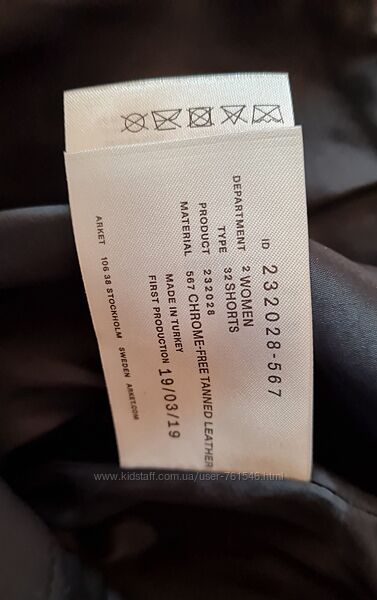 ID 232028-567
DEPARTMENT 2 WOMEN
TYPE 32 SHORTS
PRODUCT 232028
MATERIAL 567 CHROME-FREE TANNED LEATHER
MADE IN TURKEY
FIRST PRODUCTION 19/03/19
ARKET 106 38 STOCKHOLM SWEDEN ARKET.COM
www.kidstaff.com.ua/user-761545.html